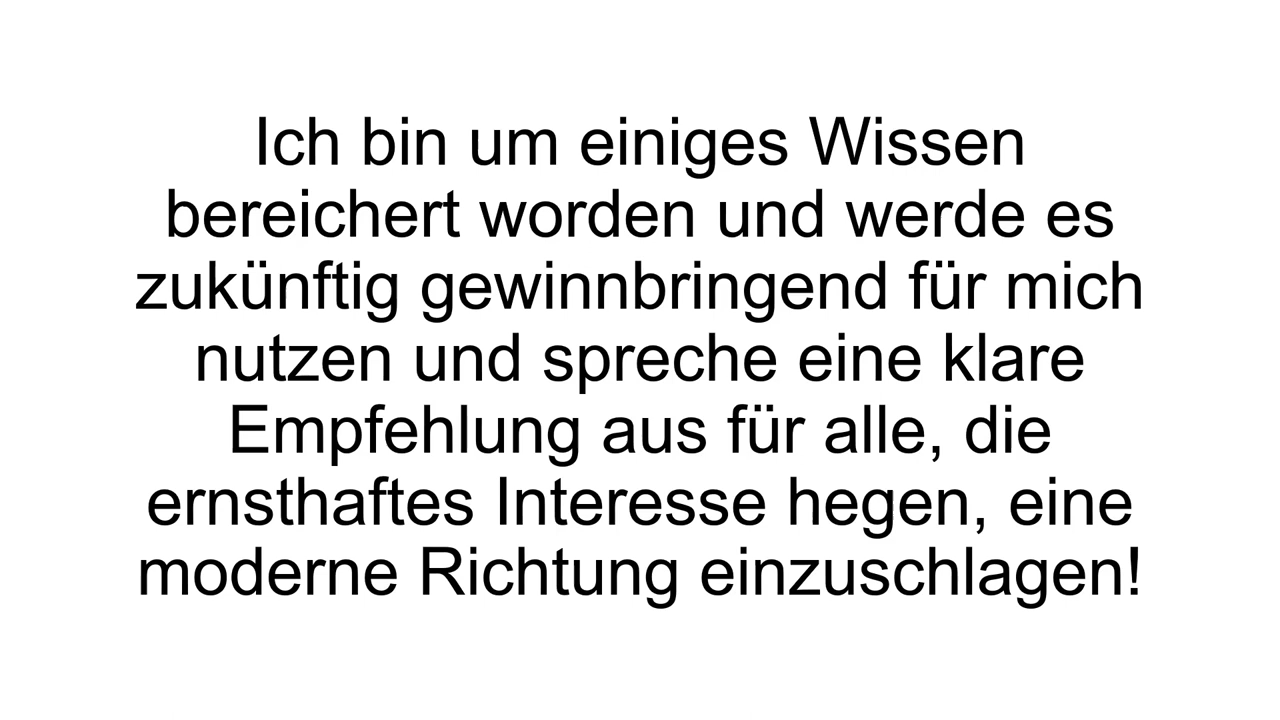 Ich bin um einiges Wissen
bereichert worden und werde es
zukünftig gewinnbringend für mich
nutzen und spreche eine klare
Empfehlung aus für alle, die
ernsthaftes Interesse hegen, eine
moderne Richtung einzuschlagen!